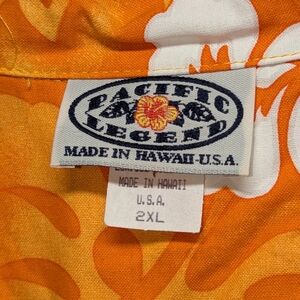 PACIFIC
LEGEND
MADE IN HAWAII-U.S.A.
MADE IN HAWAII
U.S.A.
2XL